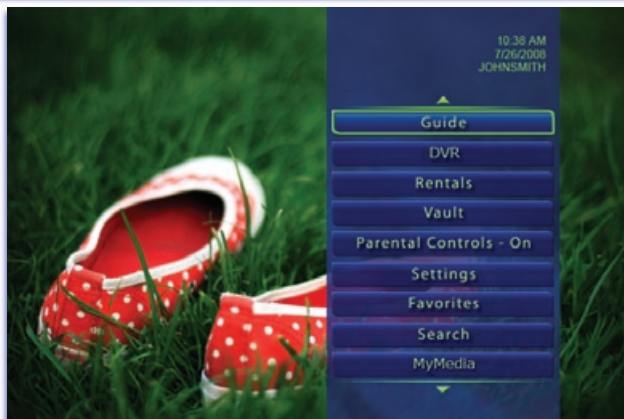 10:38 AM
7/26/2008
JOHNSMITH
Guide
DVR
Rentals
Vault
Parental Controls - On
Settings
Favorites
Search
MyMedia